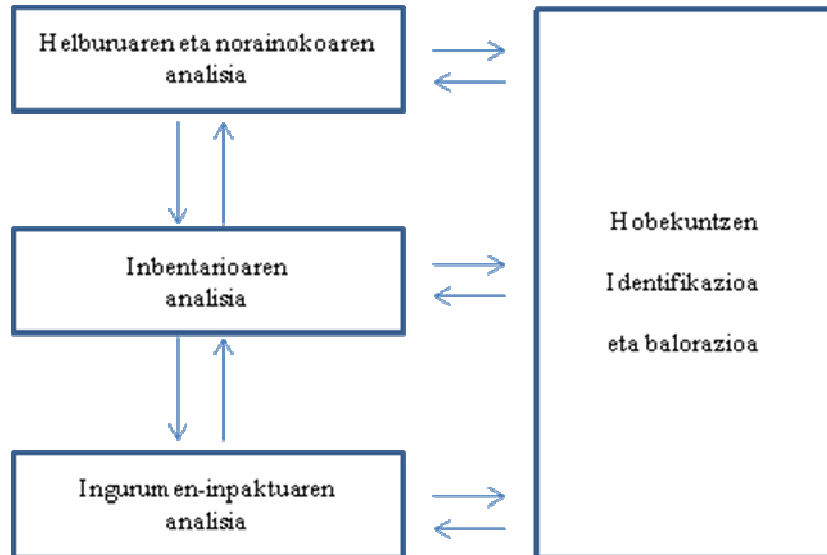 Helburuaren eta norainokoaren
analisia
Inbentarioaren
analisia
Ingurumen-inpaktuaren
analisia
Hobekuntzen
Identifikazioa
eta balorazioa